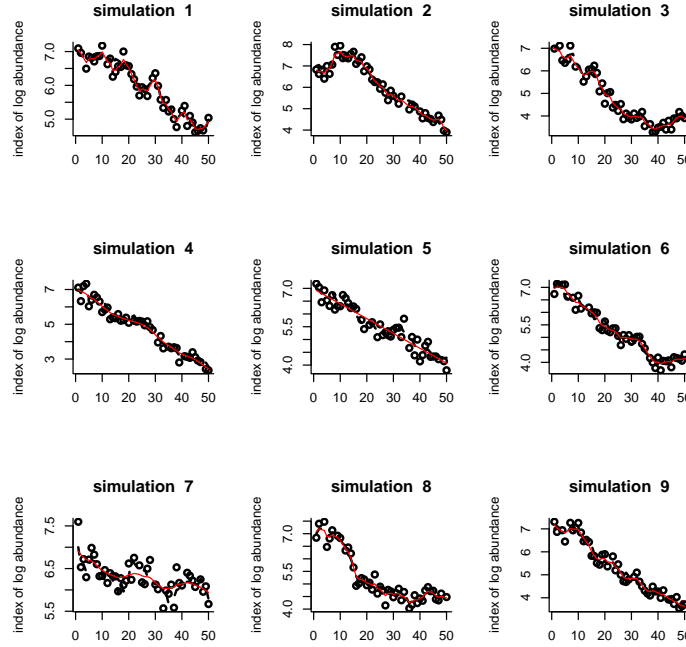 simulation 1
index of log abundance
5.0
6.0
7.0
0 10 20 30 40 50
simulation 2
index of log abundance
4
5
6
7
8
0 10 20 30 40 50
simulation 3
index of log abundance
4
5
6
7
0 10 20 30 40 50
simulation 4
index of log abundance
3
5
7
0 10 20 30 40 50
simulation 5
index of log abundance
4.0
5.5
7.0
0 10 20 30 40 50
simulation 6
index of log abundance
4.0
5.5
7.0
0 10 20 30 40 50
simulation 7
index of log abundance
5.5
6.5
7.5
0 10 20 30 40 50
simulation 8
index of log abundance
4.0
5.5
7.0
0 10 20 30 40 50
simulation 9
index of log abundance
4
5
6
7
0 10 20 30 40 50